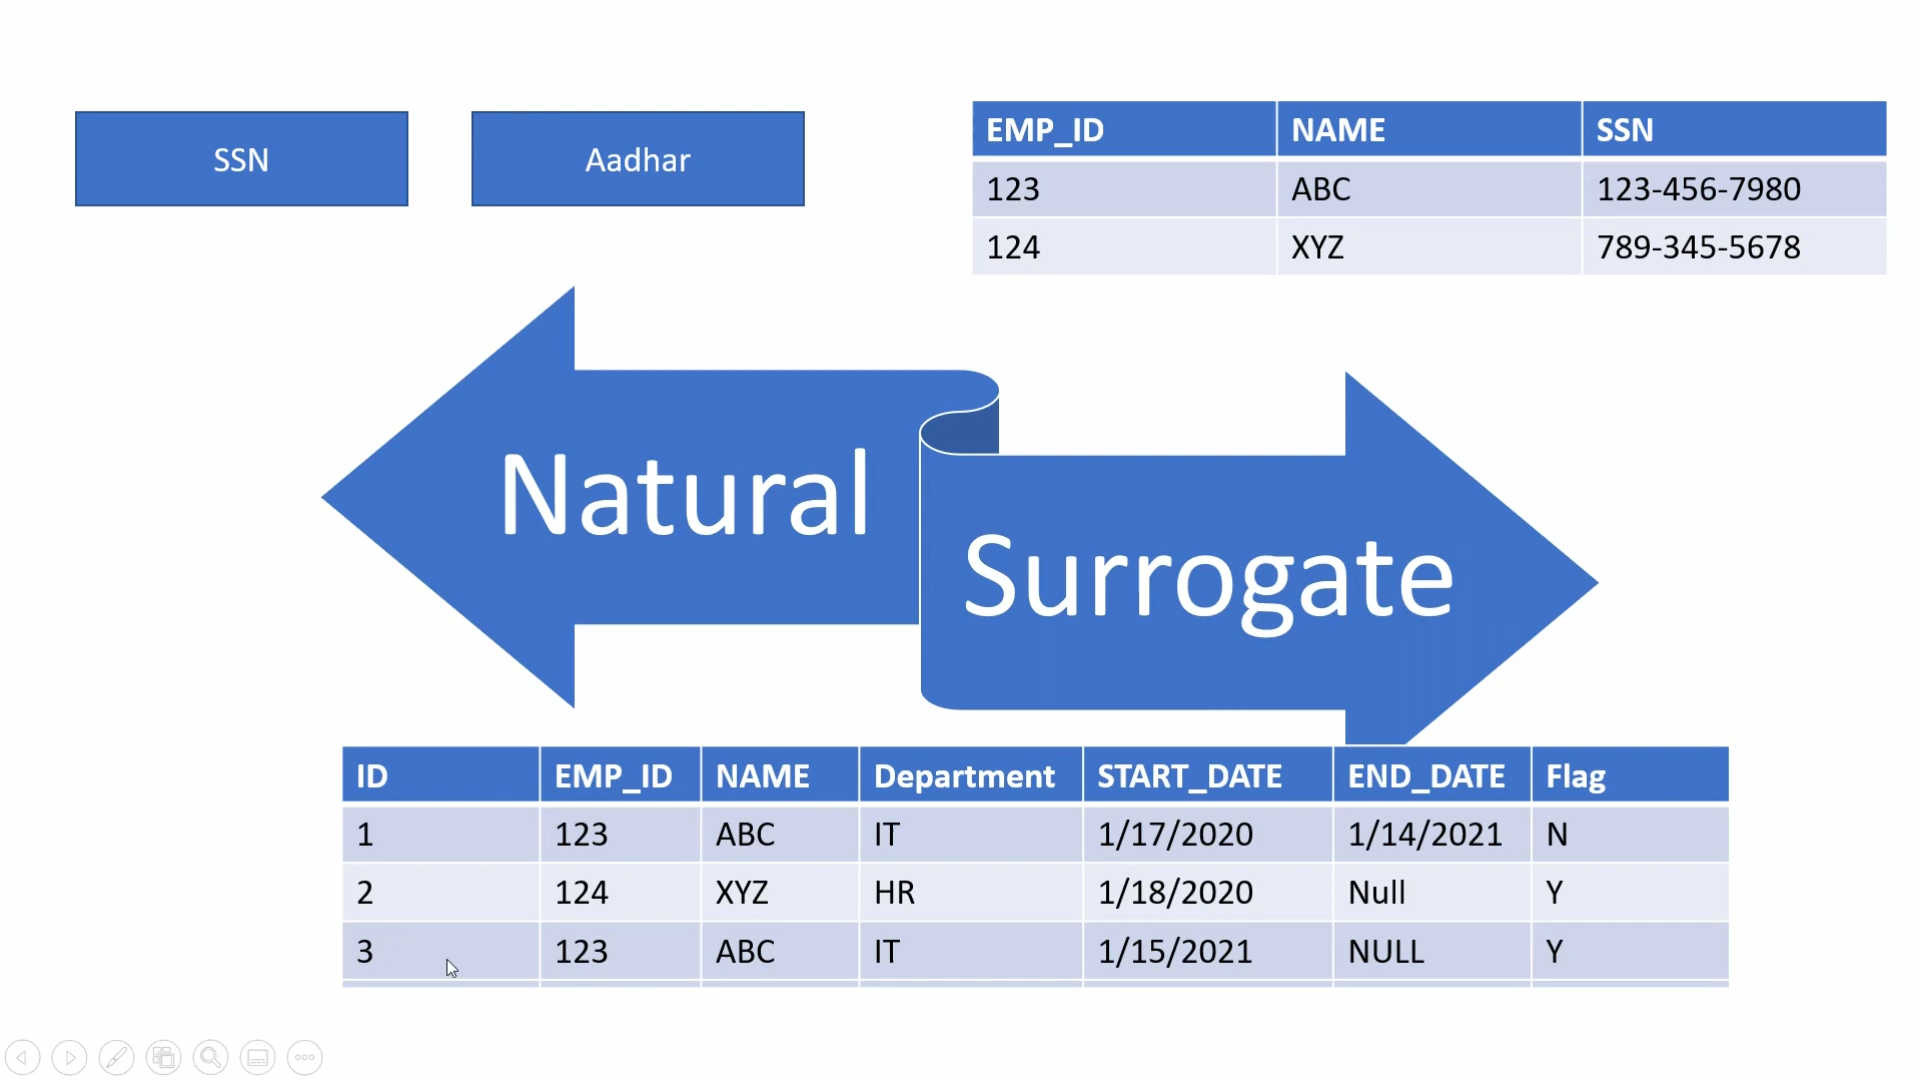 SSN
Aadhar
EMP_ID NAME SSN
123 ABC 123-456-7980
124 XYZ 789-345-5678
Natural
Surrogate
ID EMP_ID NAME Department START_DATE END_DATE Flag
1 123 ABC IT 1/17/2020 1/14/2021 N
2 124 XYZ HR 1/18/2020 Null Y
3 123 ABC IT 1/15/2021 NULL Y